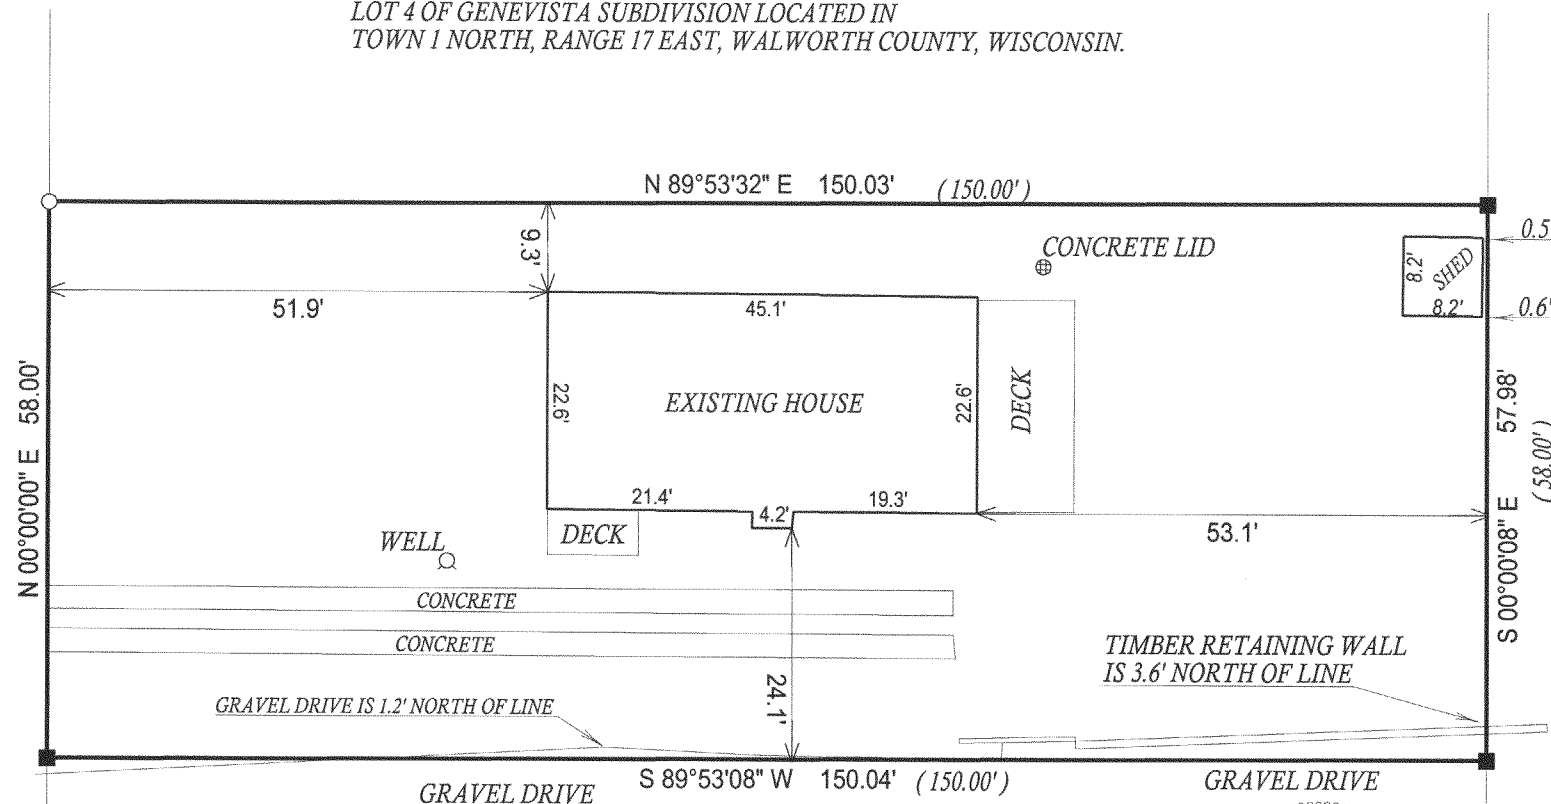 LOT 4 OF GENEVISTA SUBDIVISION LOCATED IN
TOWN 1 NORTH, RANGE 17 EAST, WALWORTH COUNTY, WISCONSIN.
N 89°53'32" E 150.03' (150.00')
9.3'
CONCRETE LID
0.5
8.2'
SHED
8.2'
0.6'
51.9'
45.1'
N 00°00'00" E 58.00'
22.6'
EXISTING HOUSE
22.6'
DECK
S 00°00'08" E 57.98'
(58.00')
21.4'
4.2'
19.3'
DECK
WELL
53.1'
CONCRETE
CONCRETE
TIMBER RETAINING WALL
IS 3.6' NORTH OF LINE
24.1'
GRAVEL DRIVE IS 1.2' NORTH OF LINE
S 89°53'08" W 150.04' (150.00')
GRAVEL DRIVE
GRAVEL DRIVE